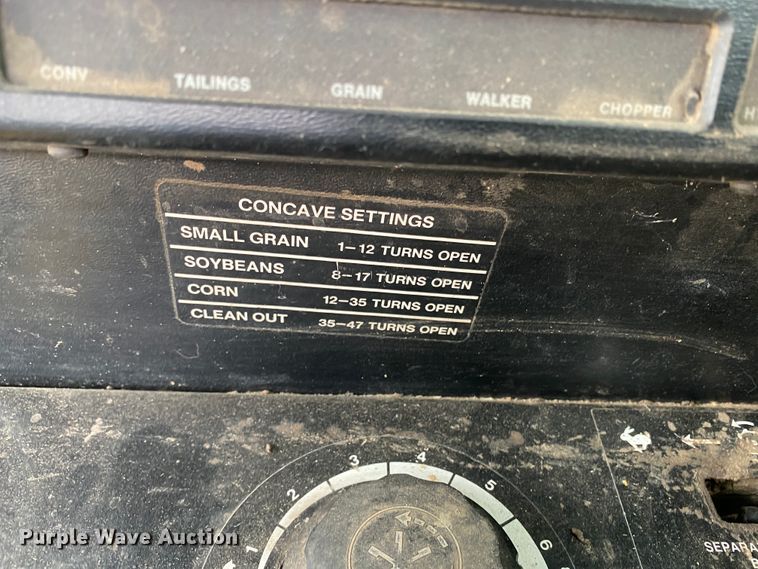 CONV TAILINGS GRAIN WALKER CHOPPER H
CONCAVE SETTINGS
SMALL GRAIN 1-12 TURNS OPEN
SOYBEANS 8-17 TURNS OPEN
CORN 12-35 TURNS OPEN
CLEAN OUT 35-47 TURNS OPEN
1 2 3 4 5 6
Purple Wave Auction
SEPARA